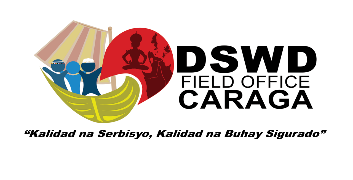 DSWD
FIELD OFFICE
CARAGA
“Kalidad na Serbisyo, Kalidad na Buhay Sigurado”